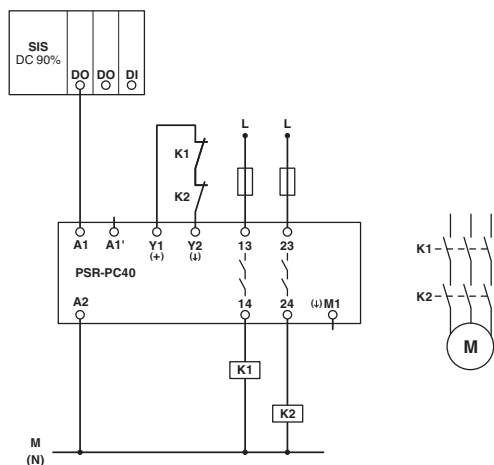 SIS
DC 90%
DO DO DI
L L
K1
K2
A1 A1' Y1 Y2 13 23
(+) (↓)
PSR-PC40
A2 14 24 (↓) M1
K1
K2
M
(N)
K1
K2
M